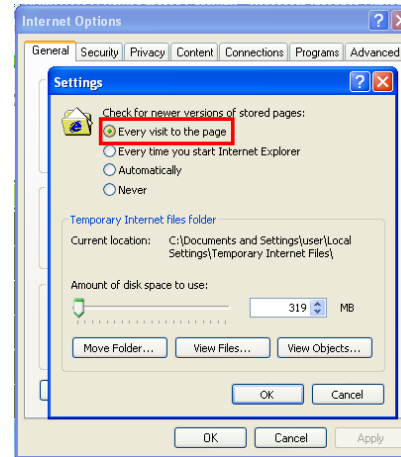 Internet Options
General Security Privacy Content Connections Programs Advanced
Settings
Check for newer versions of stored pages:
Every visit to the page
Every time you start Internet Explorer
Automatically
Never
Temporary Internet files folder
Current location: C:\Documents and Settings\user\Local
Settings\Temporary Internet Files\
Amount of disk space to use:
319 MB
Move Folder... View Files... View Objects...
OK Cancel
OK Cancel Apply